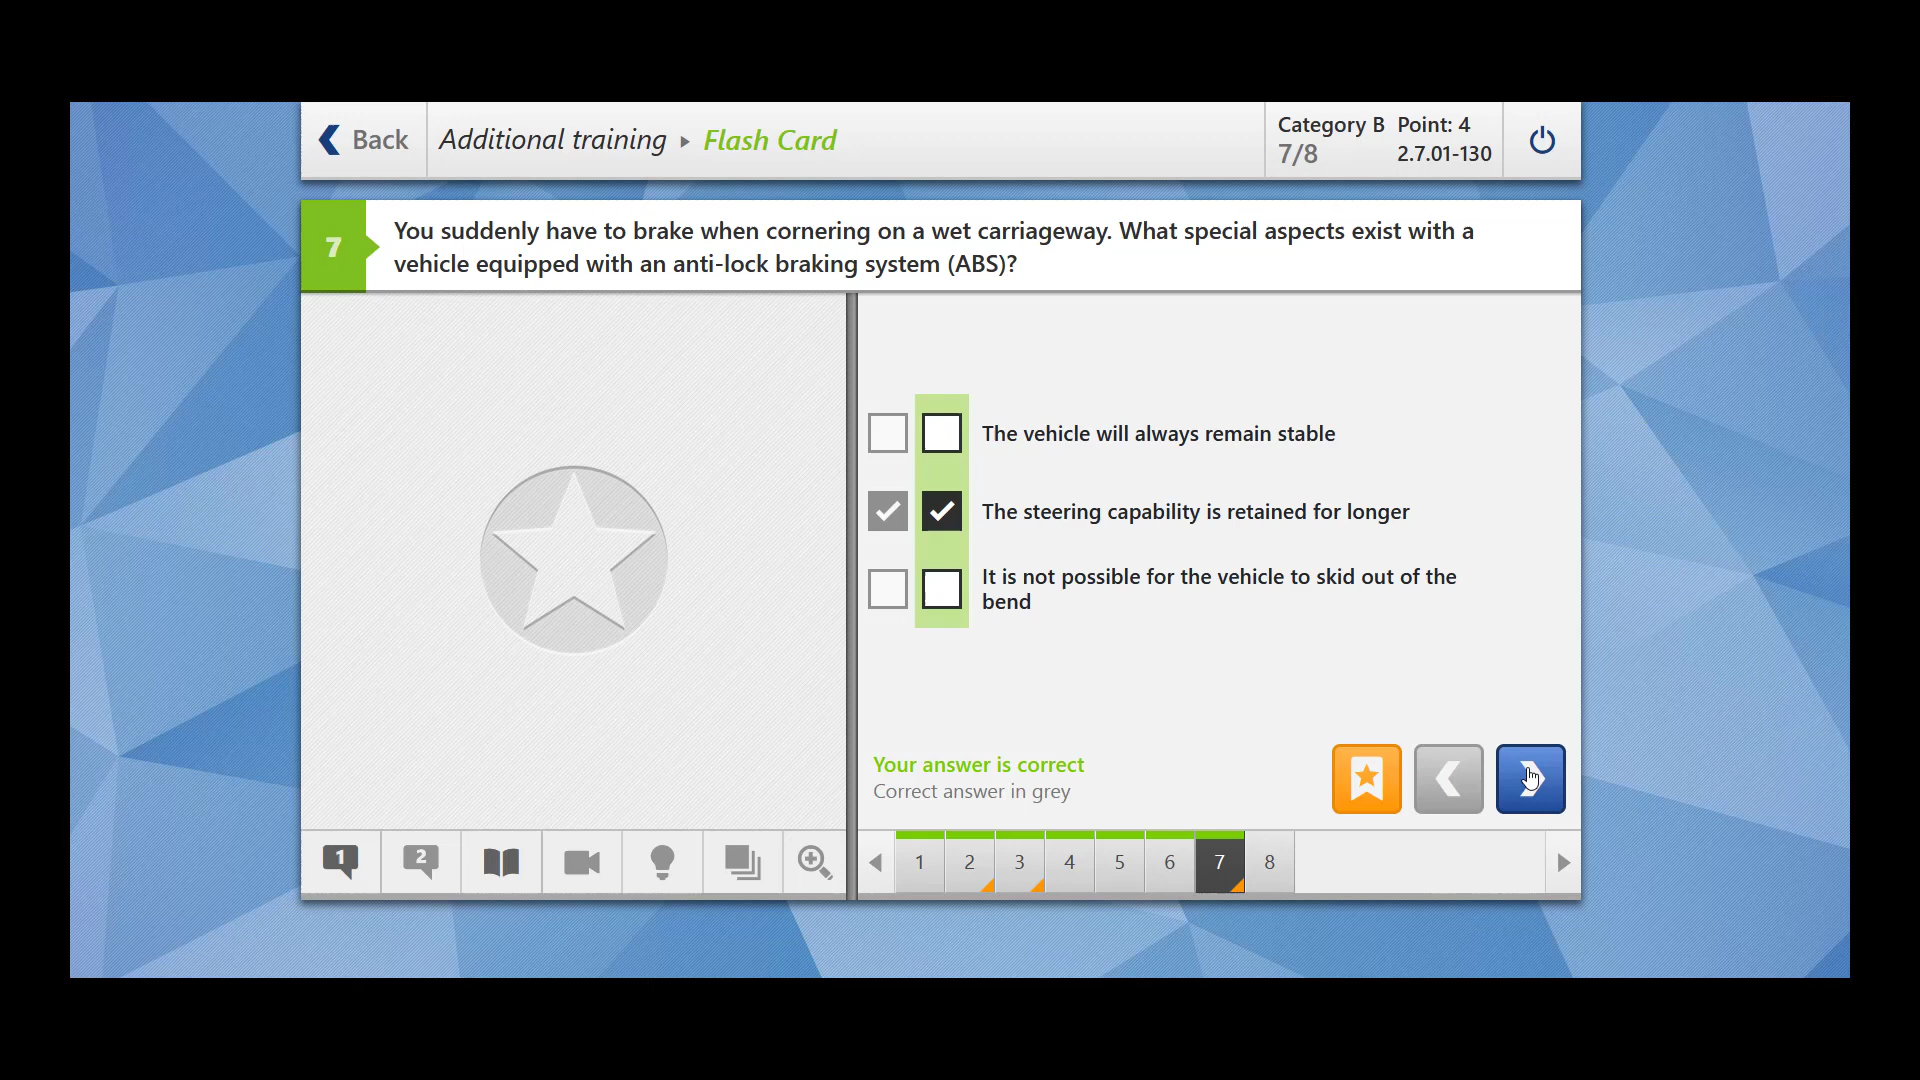 Back
Additional training ▸ Flash Card
Category B Point: 4
7/8 2.7.01-130
7
You suddenly have to brake when cornering on a wet carriageway. What special aspects exist with a
vehicle equipped with an anti-lock braking system (ABS)?
The vehicle will always remain stable
The steering capability is retained for longer
It is not possible for the vehicle to skid out of the
bend
Your answer is correct
Correct answer in grey
1 2
1 2 3 4 5 6 7 8